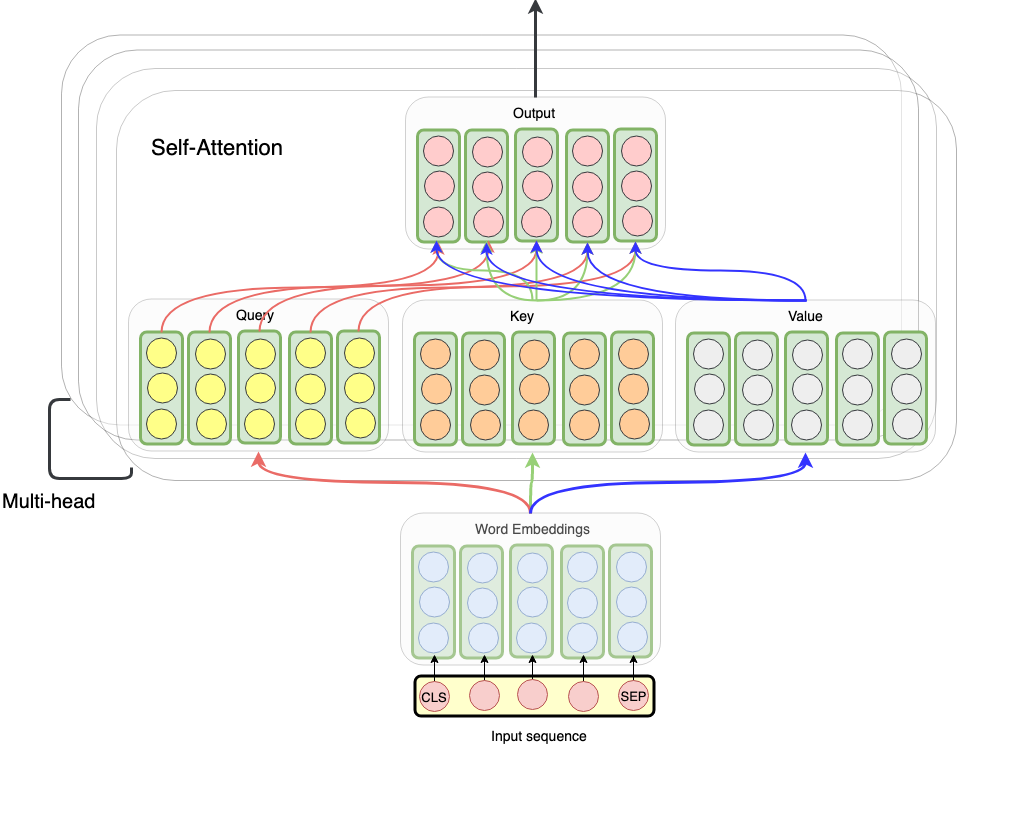 Output
Self-Attention
Query
Key
Value
Multi-head
Word Embeddings
CLS
SEP
Input sequence